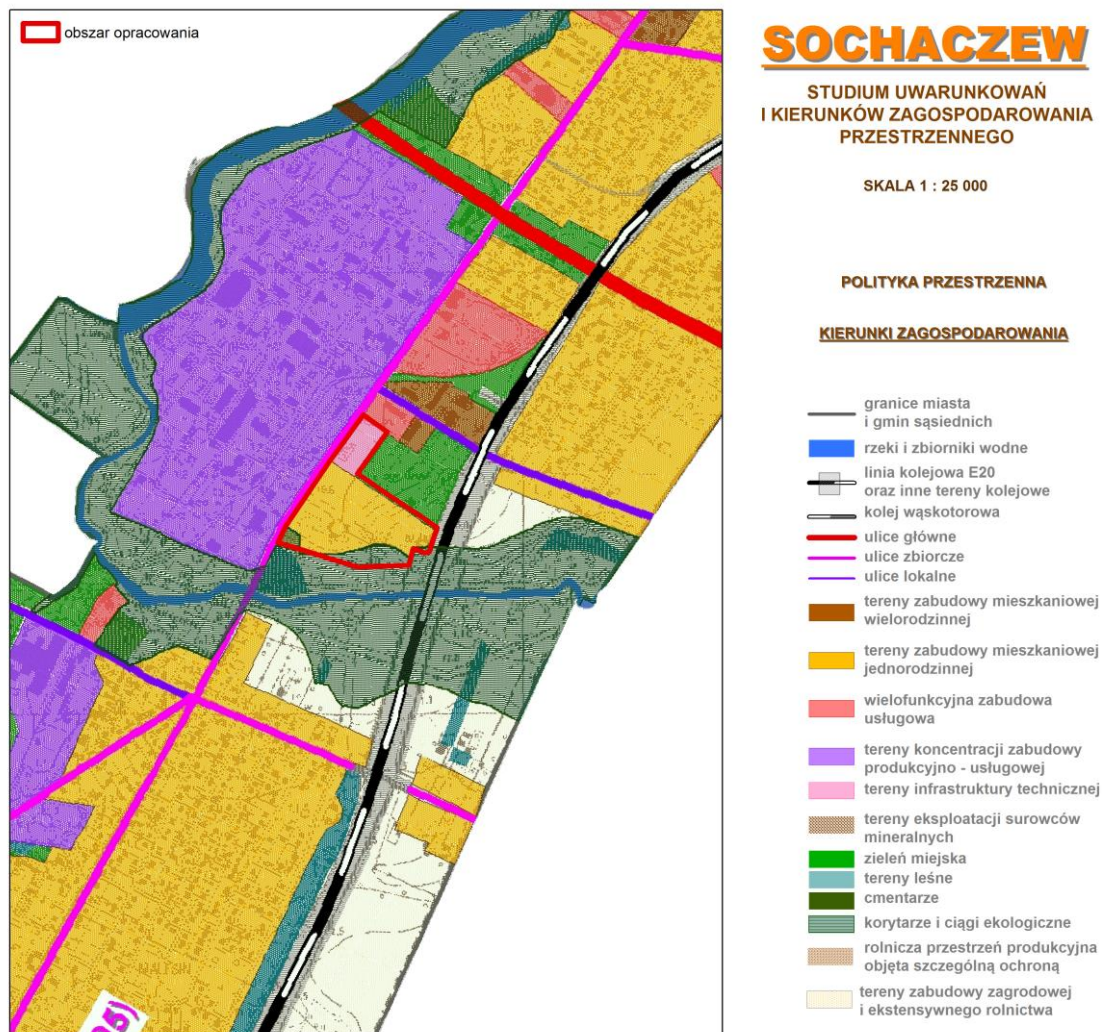 obszar opracowania
SOCHACZEW
STUDIUM UWARUNKOWAŃ
I KIERUNKÓW ZAGOSPODAROWANIA
PRZESTRZENNEGO
SKALA 1 : 25 000
POLITYKA PRZESTRZENNA
KIERUNKI ZAGOSPODAROWANIA
granice miasta
i gmin sąsiednich
rzeki i zbiorniki wodne
linia kolejowa E20
oraz inne tereny kolejowe
kolej wąskotorowa
ulice główne
ulice zbiorcze
ulice lokalne
tereny zabudowy mieszkaniowej
wielorodzinnej
tereny zabudowy mieszkaniowej
jednorodzinnej
wielofunkcyjna zabudowa
usługowa
tereny koncentracji zabudowy
produkcyjno - usługowej
tereny infrastruktury technicznej
tereny eksploatacji surowców
mineralnych
zieleń miejska
tereny leśne
cmentarze
korytarze i ciągi ekologiczne
rolnicza przestrzeń produkcyjna
objęta szczególną ochroną
tereny zabudowy zagrodowej
i ekstensywnego rolnictwa